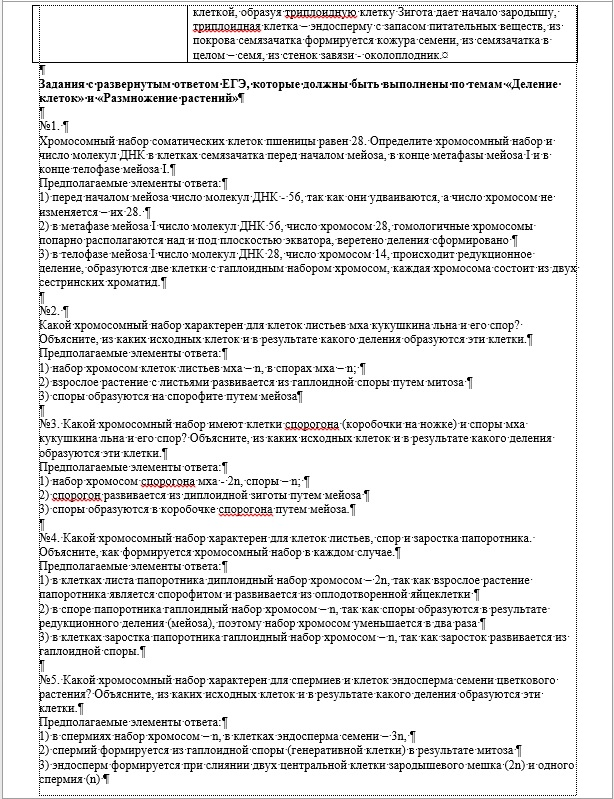 клеткой, образуя триплоидную клетку Зигота дает начало зародышу,
триплоидная клетка – эндосперму с запасом питательных веществ, из
покрова семязачатка формируется кожура семени, из семязачатка в
целом – семя, из стенок завязи - околоплодник.¤
¶
Задания с развернутым ответом ЕГЭ, которые должны быть выполнены по темам «Деление
клеток» и «Размножение растений»¶
¶
№1. ¶
Хромосомный набор соматических клеток пшеницы равен 28. Определите хромосомный набор и
число молекул ДНК в клетках семязачатка перед началом мейоза, в конце метафазы мейоза I и в
конце телофазе мейоза I.¶
Предполагаемые элементы ответа:¶
1) перед началом мейоза число молекул ДНК - 56, так как они удваиваются, а число хромосом не
изменяется – их 28. ¶
2) в метафазе мейоза I число молекул ДНК 56, число хромосом 28, гомологичные хромосомы
попарно располагаются над и под плоскостью экватора, веретено деления сформировано ¶
3) в телофазе мейоза I число молекул ДНК 28, число хромосом 14, происходит редукционное
деление, образуются две клетки с гаплоидным набором хромосом, каждая хромосома состоит из двух
сестринских хроматид.¶
¶
№2. ¶
Какой хромосомный набор характерен для клеток листьев мха кукушкина льна и его спор?
Объясните, из каких исходных клеток и в результате какого деления образуются эти клетки.¶
Предполагаемые элементы ответа:¶
1) набор хромосом клеток листьев мха – n, в спорах мха – n; ¶
2) взрослое растение с листьями развивается из гаплоидной споры путем митоза ¶
3) споры образуются на спорофите путем мейоза¶
¶
№3. Какой хромосомный набор имеют клетки спорогона (коробочки на ножке) и споры мха
кукушкина льна и его спор? Объясните, из каких исходных клеток и в результате какого деления
образуются эти клетки.¶
Предполагаемые элементы ответа:¶
1) набор хромосом спорогона мха - 2n, споры – n; ¶
2) спорогон развивается из диплоидной зиготы путем мейоза ¶
3) споры образуются в коробочке спорогона путем мейоза.¶
¶
№4. Какой хромосомный набор характерен для клеток листьев, спор и заростка папоротника.
Объясните, как формируется хромосомный набор в каждом случае.¶
Предполагаемые элементы ответа:¶
1) в клетках листа папоротника диплоидный набор хромосом – 2n, так как взрослое растение
папоротника является спорофитом и развивается из оплодотворенной яйцеклетки ¶
2) в споре папоротника гаплоидный набор хромосом – n, так как споры образуются в результате
редукционного деления (мейоза), поэтому набор хромосом уменьшается в два раза ¶
3) в клетках заростка папоротника гаплоидный набор хромосом – n, так как заросток развивается из
гаплоидной споры.¶
¶
№5. Какой хромосомный набор характерен для спермиев и клеток эндосперма семени цветкового
растения? Объясните, из каких исходных клеток и в результате какого деления образуются эти
клетки.¶
Предполагаемые элементы ответа:¶
1) в спермиях набор хромосом – n, в клетках эндосперма семени – 3n, ¶
2) спермий формируется из гаплоидной споры (генеративной клетки) в результате митоза ¶
3) эндосперм формируется при слиянии двух центральной клетки зародышевого мешка (2n) и одного
спермия (n) ¶